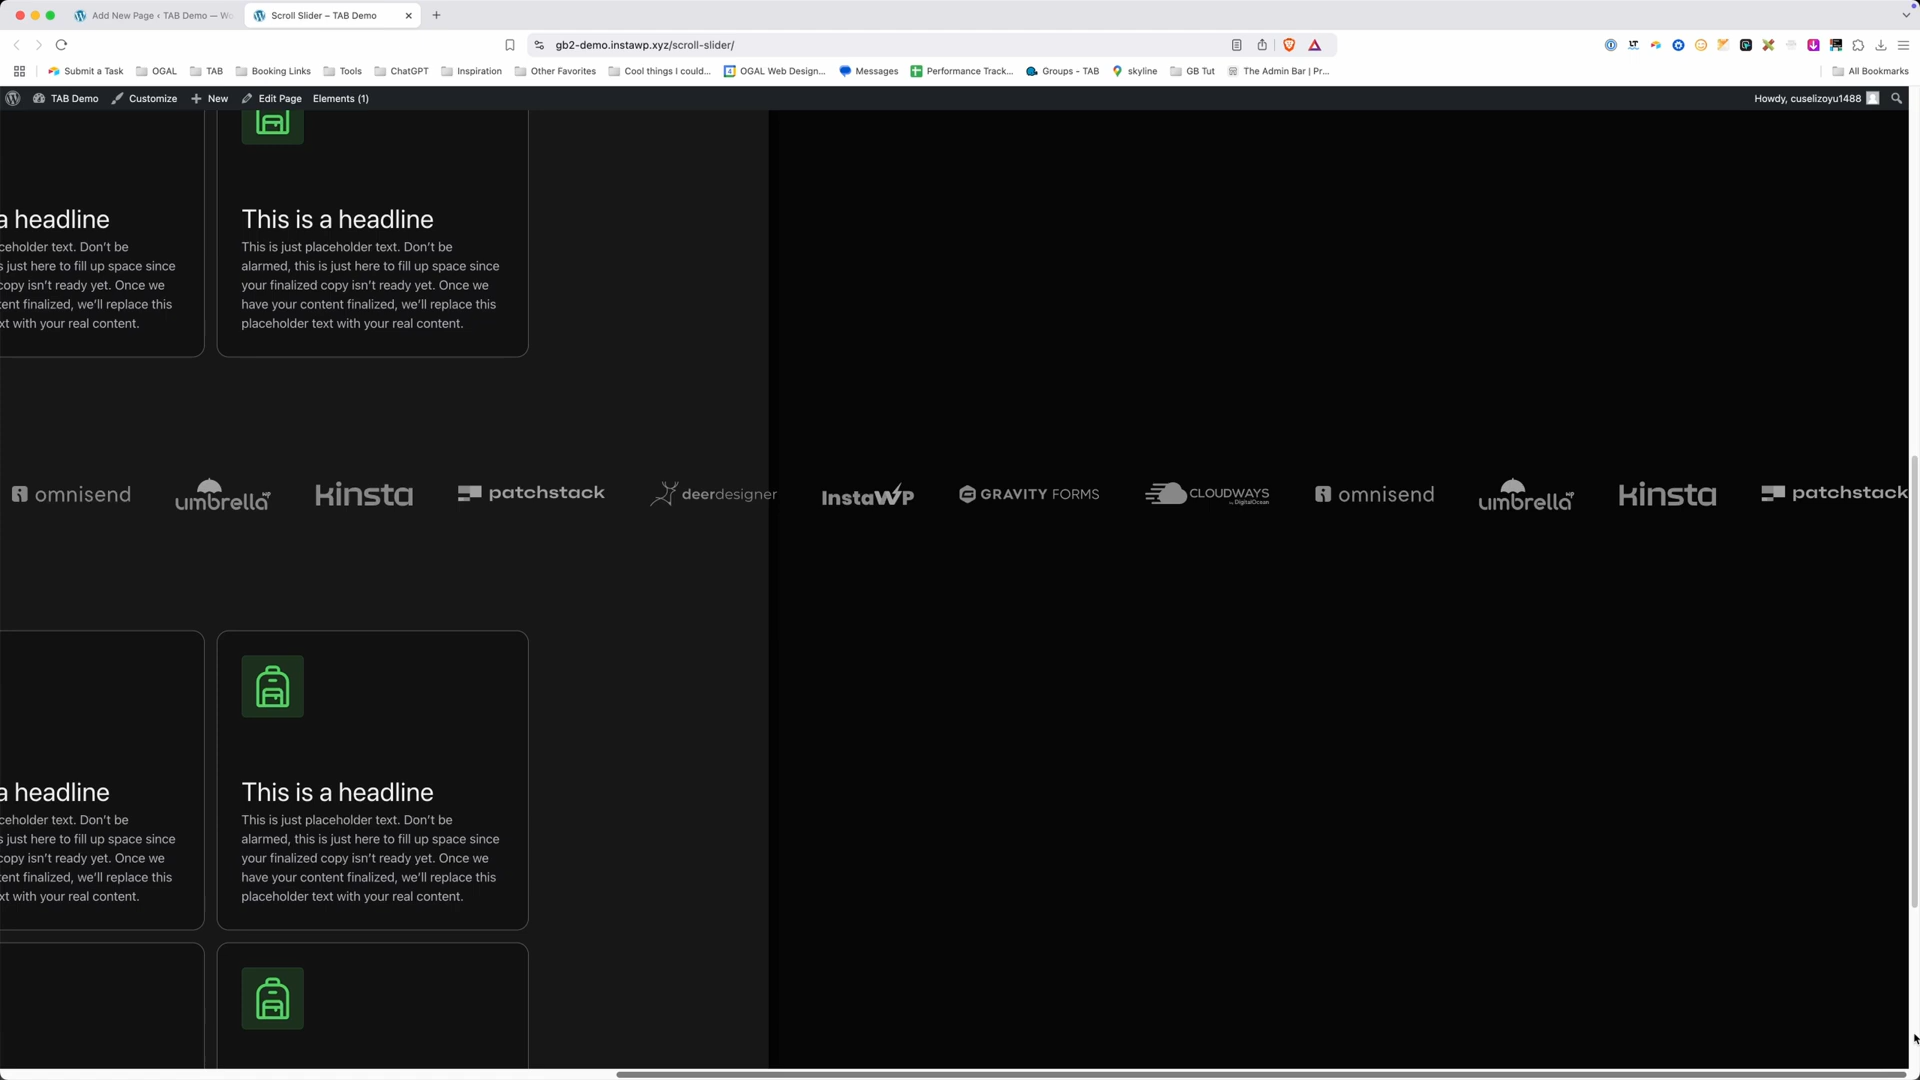 Add New Page ‹ TAB Demo — Wo
Scroll Slider – TAB Demo
gb2-demo.instawp.xyz/scroll-slider/
Submit a Task
OGAL
TAB
Booking Links
Tools
ChatGPT
Inspiration
Other Favorites
Cool things I could...
OGAL Web Design...
Messages
Performance Track...
Groups - TAB
skyline
GB Tut
The Admin Bar | Pr...
All Bookmarks
TAB Demo
Customize
New
Edit Page
Elements (1)
Howdy, cuselizoyu1488
a headline
ceholder text. Don’t be
s just here to fill up space since
copy isn’t ready yet. Once we
ent finalized, we’ll replace this
xt with your real content.
This is a headline
This is just placeholder text. Don’t be
alarmed, this is just here to fill up space since
your finalized copy isn’t ready yet. Once we
have your content finalized, we’ll replace this
placeholder text with your real content.
omnisend
umbrella WP
Kinsta
patchstack
deerdesigner
InstaWP
GRAVITY FORMS
CLOUDWAYS
by DigitalOcean
omnisend
umbrella WP
Kinsta
patchstack
a headline
ceholder text. Don’t be
s just here to fill up space since
copy isn’t ready yet. Once we
ent finalized, we’ll replace this
xt with your real content.
This is a headline
This is just placeholder text. Don’t be
alarmed, this is just here to fill up space since
your finalized copy isn’t ready yet. Once we
have your content finalized, we’ll replace this
placeholder text with your real content.